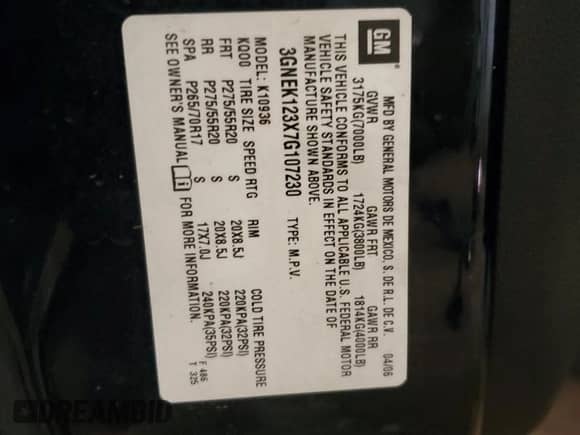 GM
MFD BY GENERAL MOTORS DE MEXICO, S. DE R.L. DE C.V. 04/06
GVWR GAWR FRT GAWR RR
3175KG(7000LB) 1724KG(3800LB) 1814KG(4000LB)
THIS VEHICLE CONFORMS TO ALL APPLICABLE U.S. FEDERAL MOTOR
VEHICLE SAFETY STANDARDS IN EFFECT ON THE DATE OF
MANUFACTURE SHOWN ABOVE.
3GNEK123X7G107230 TYPE: M.P.V.
MODEL: K10936
KQ00 TIRE SIZE SPEED RTG RIM COLD TIRE PRESSURE
FRT P275/55R20 S 20X8.5J 220KPA(32PSI)
RR P275/55R20 S 20X8.5J 220KPA(32PSI)
SPA P265/70R17 S 17X7.0J 240KPA(35PSI)
SEE OWNER'S MANUAL FOR MORE INFORMATION.
F 486
T 325
DREAMBID